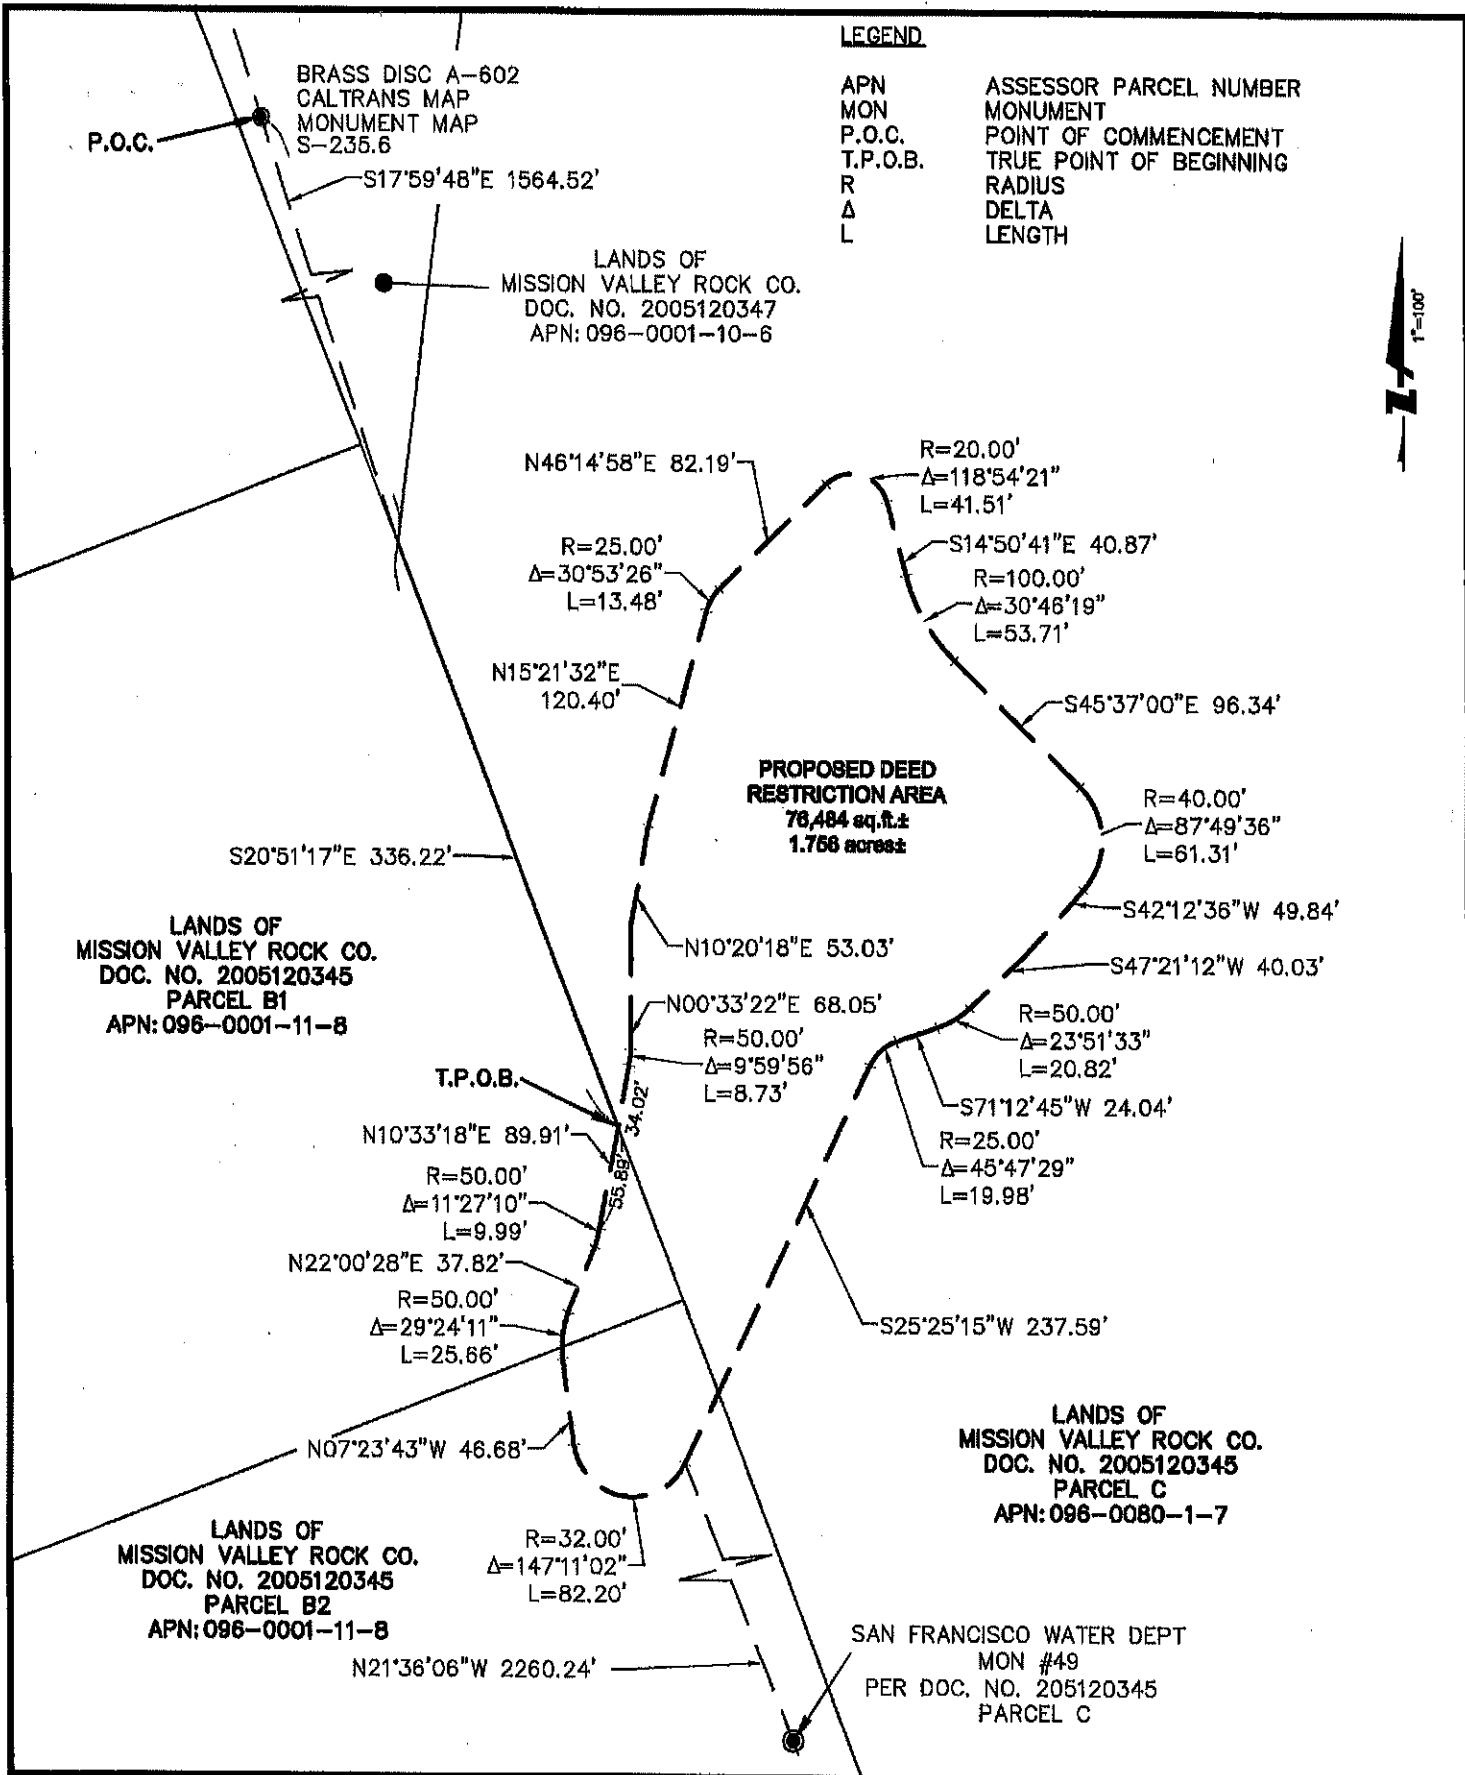 LEGEND
APN ASSESSOR PARCEL NUMBER
MON MONUMENT
P.O.C. POINT OF COMMENCEMENT
T.P.O.B. TRUE POINT OF BEGINNING
R RADIUS
Δ DELTA
L LENGTH
BRASS DISC A-602
CALTRANS MAP
MONUMENT MAP
S-235.6
P.O.C.
S17°59'48"E 1564.52'
LANDS OF
MISSION VALLEY ROCK CO.
DOC. NO. 2005120347
APN: 096-0001-10-6
1"=100'
N46°14'58"E 82.19'
R=20.00'
Δ=118°54'21"
L=41.51'
R=25.00'
Δ=30°53'26"
L=13.48'
S14°50'41"E 40.87'
R=100.00'
Δ=30°46'19"
L=53.71'
N15°21'32"E
120.40'
S45°37'00"E 96.34'
PROPOSED DEED
RESTRICTION AREA
76,484 sq.ft.±
1.756 acres±
R=40.00'
Δ=87°49'36"
L=61.31'
S20°51'17"E 336.22'
S42°12'36"W 49.84'
LANDS OF
MISSION VALLEY ROCK CO.
DOC. NO. 2005120345
PARCEL B1
APN: 096-0001-11-8
N10°20'18"E 53.03'
S47°21'12"W 40.03'
N00°33'22"E 68.05'
R=50.00'
Δ=9°59'56"
L=8.73'
R=50.00'
Δ=23°51'33"
L=20.82'
T.P.O.B.
34.02'
S71°12'45"W 24.04'
N10°33'18"E 89.91'
55.89'
R=25.00'
Δ=45°47'29"
L=19.98'
R=50.00'
Δ=11°27'10"
L=9.99'
N22°00'28"E 37.82'
R=50.00'
Δ=29°24'11"
L=25.66'
S25°25'15"W 237.59'
N07°23'43"W 46.68'
LANDS OF
MISSION VALLEY ROCK CO.
DOC. NO. 2005120345
PARCEL C
APN: 096-0080-1-7
LANDS OF
MISSION VALLEY ROCK CO.
DOC. NO. 2005120345
PARCEL B2
APN: 096-0001-11-8
R=32.00'
Δ=147°11'02"
L=82.20'
N21°36'06"W 2260.24'
SAN FRANCISCO WATER DEPT
MON #49
PER DOC. NO. 205120345
PARCEL C